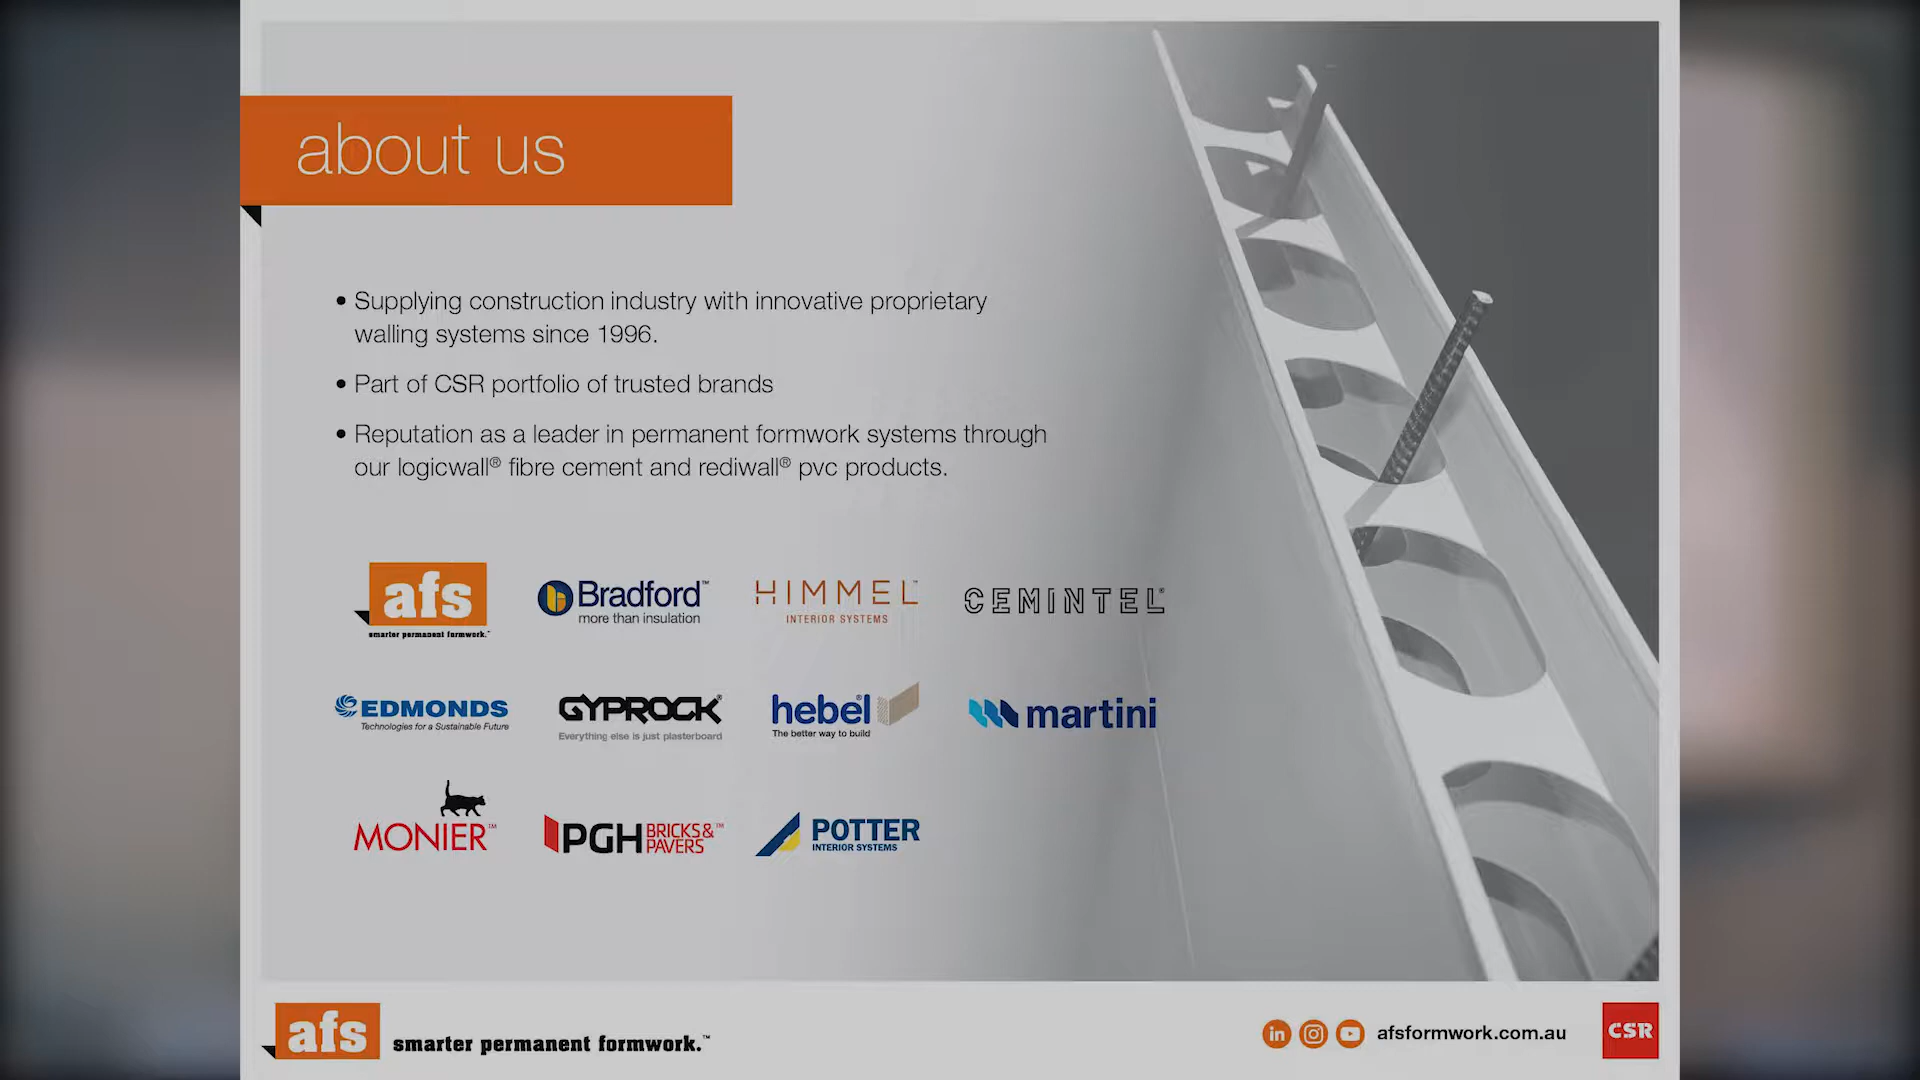 about us
• Supplying construction industry with innovative proprietary
walling systems since 1996.
• Part of CSR portfolio of trusted brands
• Reputation as a leader in permanent formwork systems through
our logicwall® fibre cement and rediwall® pvc products.
afs
smarter permanent formwork.™
Bradford™
more than insulation
HIMMEL™
INTERIOR SYSTEMS
CEMINTEL®
EDMONDS
Technologies for a Sustainable Future
GYPROCK®
Everything else is just plasterboard
hebel®
The better way to build
martini
MONIER™
PGH BRICKS & PAVERS™
POTTER
INTERIOR SYSTEMS
afs smarter permanent formwork.™
in
afsformwork.com.au
CSR